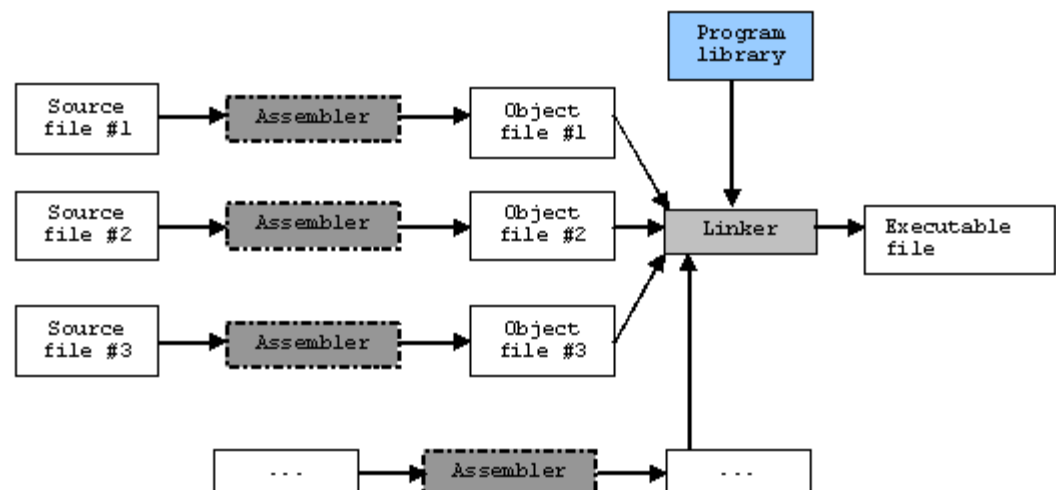 Program
library
Source
file #1
Assembler
Object
file #1
Source
file #2
Assembler
Object
file #2
Linker
Executable
file
Source
file #3
Assembler
Object
file #3
...
Assembler
...